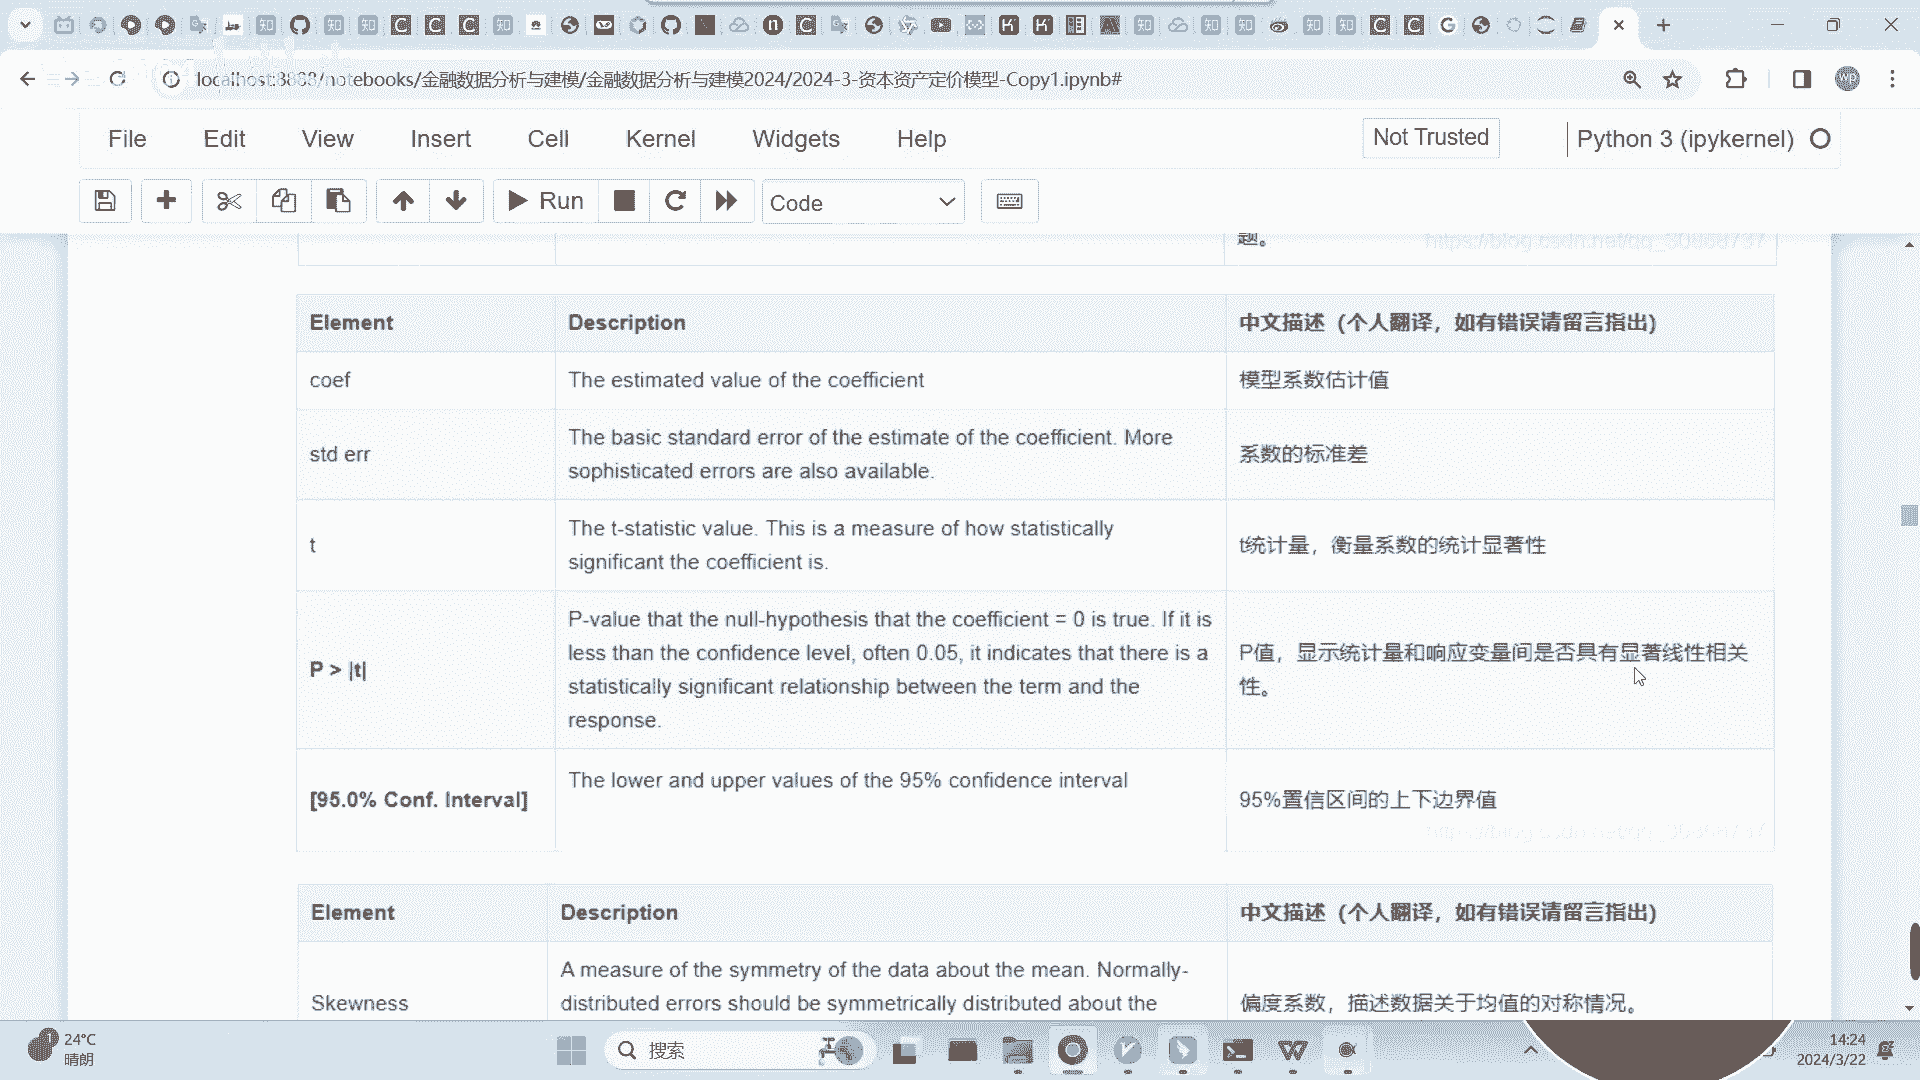 localhost:8888/notebooks/金融数据分析与建模/金融数据分析与建模2024/2024-3-资本资产定价模型-Copy1.ipynb#
File Edit View Insert Cell Kernel Widgets Help
Not Trusted
Python 3 (ipykernel)
Run
Code
题。
Element Description 中文描述（个人翻译，如有错误请留言指出）
coef The estimated value of the coefficient 模型系数估计值
The basic standard error of the estimate of the coefficient. More
std err 系数的标准差
sophisticated errors are also available.
The t-statistic value. This is a measure of how statistically
t t统计量，衡量系数的统计显著性
significant the coefficient is.
P-value that the null-hypothesis that the coefficient = 0 is true. If it is
less than the confidence level, often 0.05, it indicates that there is a P值，显示统计量和响应变量间是否具有显著线性相关
P > |t|
statistically significant relationship between the term and the 性。
response.
The lower and upper values of the 95% confidence interval
[95.0% Conf. Interval] 95%置信区间的上下边界值
Element Description 中文描述（个人翻译，如有错误请留言指出）
A measure of the symmetry of the data about the mean. Normally-
Skewness distributed errors should be symmetrically distributed about the 偏度系数，描述数据关于均值的对称情况。
24°C
晴朗
搜索
14:24
2024/3/22